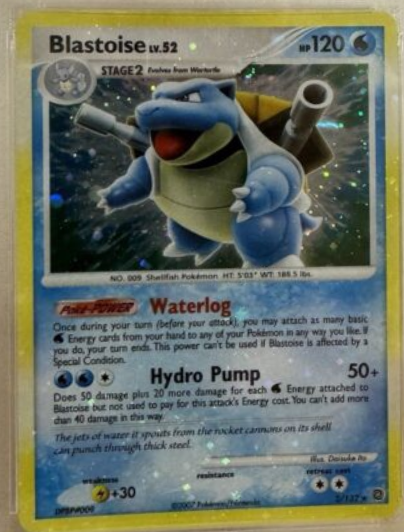 Blastoise LV.52 HP 120
STAGE 2 Evolves from Wartortle
NO. 009 Shellfish Pokémon HT: 5'03" WT: 188.5 lbs.
POKÉ-POWER Waterlog
Once during your turn (before your attack), you may attach as many basic
Energy cards from your hand to any of your Pokémon in any way you like. If
you do, your turn ends. This power can't be used if Blastoise is affected by a
Special Condition.
Hydro Pump 50+
Does 50 damage plus 20 more damage for each Energy attached to
Blastoise but not used to pay for this attack's Energy cost. You can't add more
than 40 damage in this way.
The jets of water it spouts from the rocket cannons on its shell
can punch through thick steel.
Illus. Daisuke Ito
weakness resistance retreat cost
+30
©2007 Pokémon/Nintendo 2/132